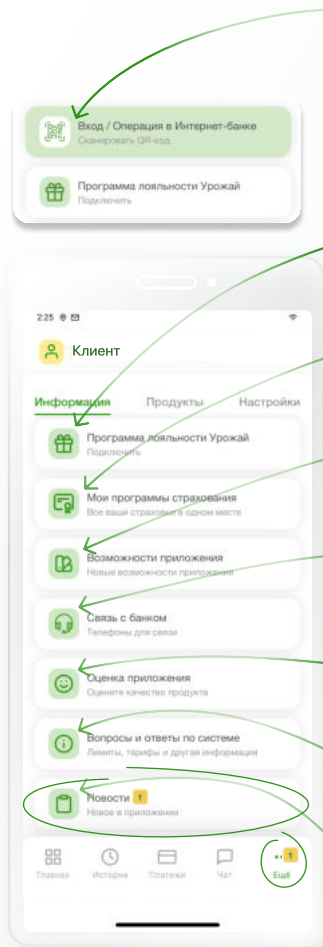 Вход / Операция в Интернет-банке
Сканировать QR-код
Программа лояльности Урожай
Подключить
2:25
Клиент
Информация Продукты Настройки
Программа лояльности Урожай
Подключить
Мои программы страхования
Все ваши страховки в одном месте
Возможности приложения
Новые возможности приложения
Связь с банком
Телефоны для связи
Оценка приложения
Оцените качество продукта
Вопросы и ответы по системе
Лимиты, тарифы и другая информация
Новости 1
Новое в приложении
1
Главная История Платежи Чат Ещё